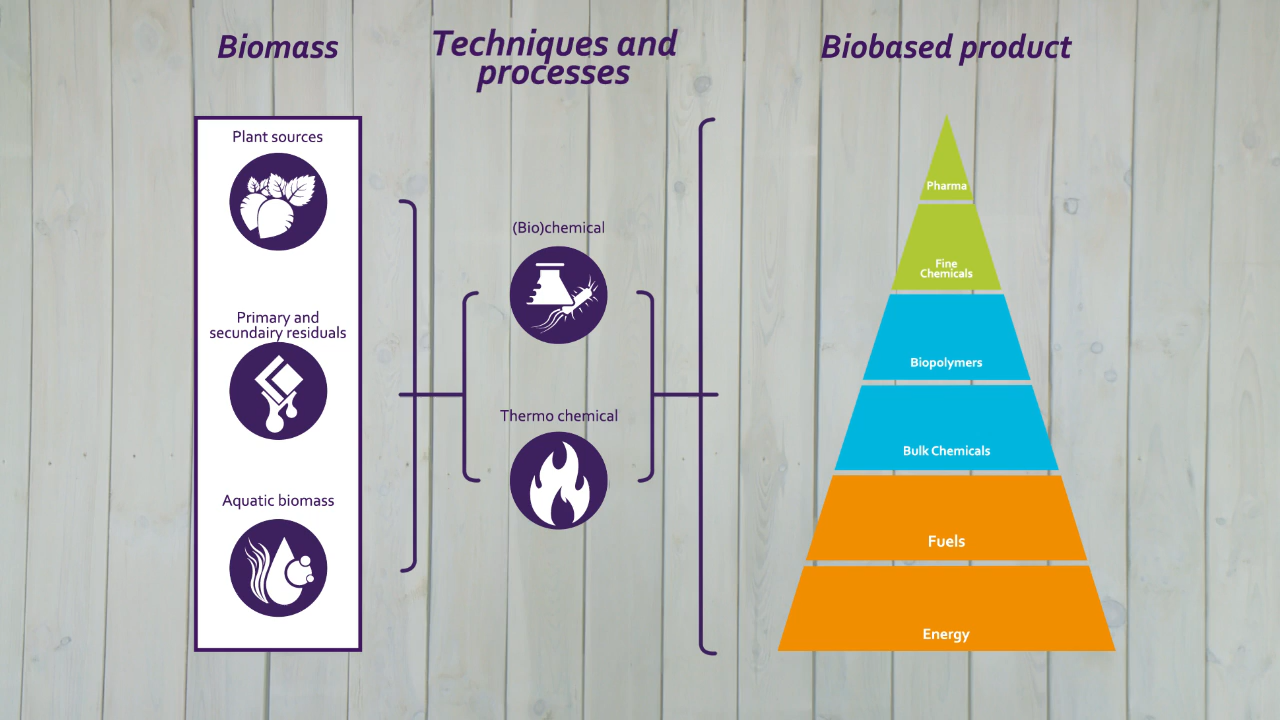 Biomass
Techniques and
processes
Biobased product
Plant sources
Primary and
secundairy residuals
Aquatic biomass
(Bio)chemical
Thermo chemical
Pharma
Fine
Chemicals
Biopolymers
Bulk Chemicals
Fuels
Energy